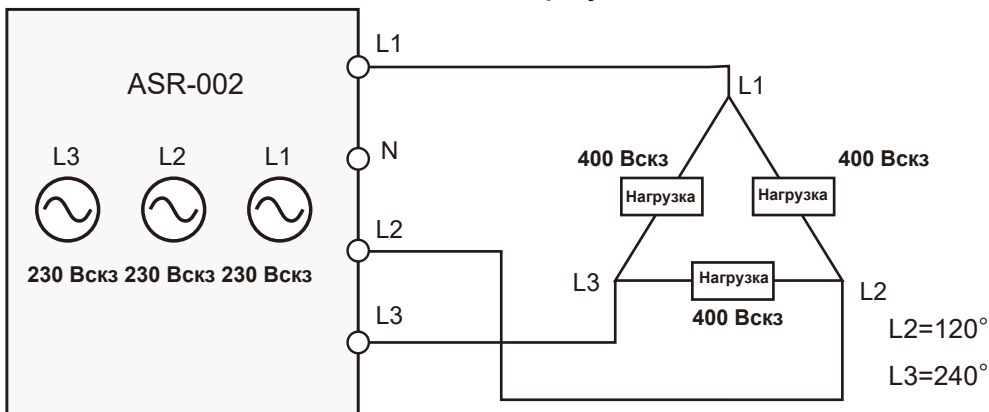 L1
ASR-002
L1
L3 L2 L1
N
400 Вскз 400 Вскз
Нагрузка Нагрузка
L2
230 Вскз 230 Вскз 230 Вскз
L3 Нагрузка L2
L3
400 Вскз
L2=120°
L3=240°